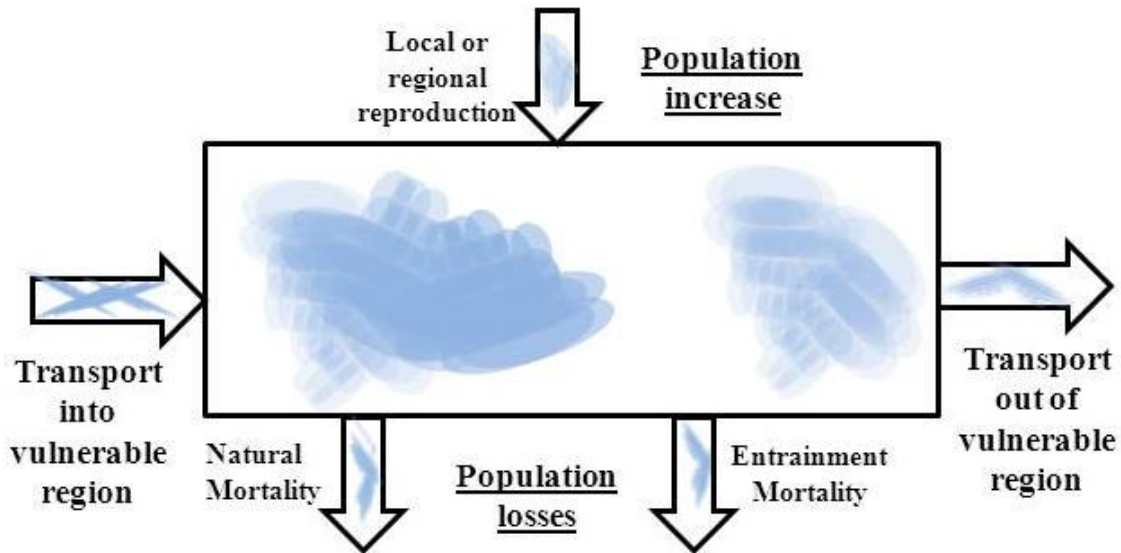 Local or
regional
reproduction
Population
increase
Transport
into
vulnerable
region
Transport
out of
vulnerable
region
Natural
Mortality
Population
losses
Entrainment
Mortality